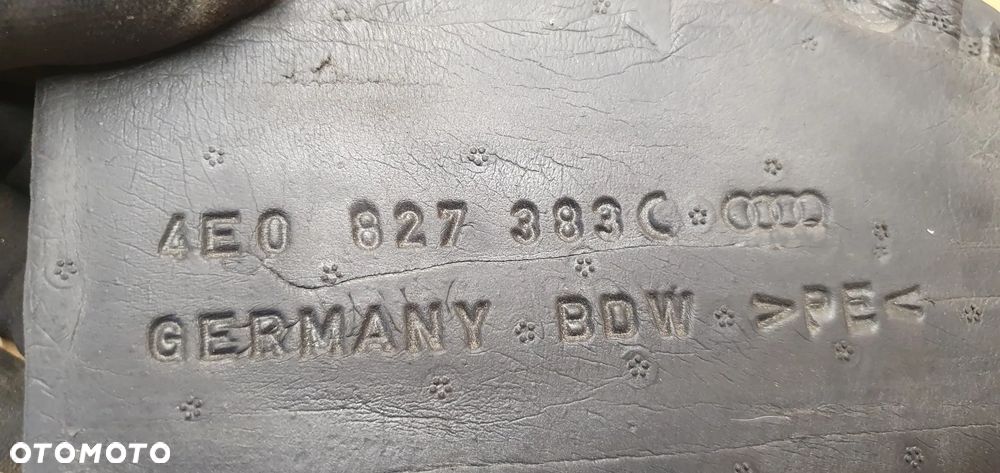 4E0 827 383 C
GERMANY BDW >PE<
OTOMOTO